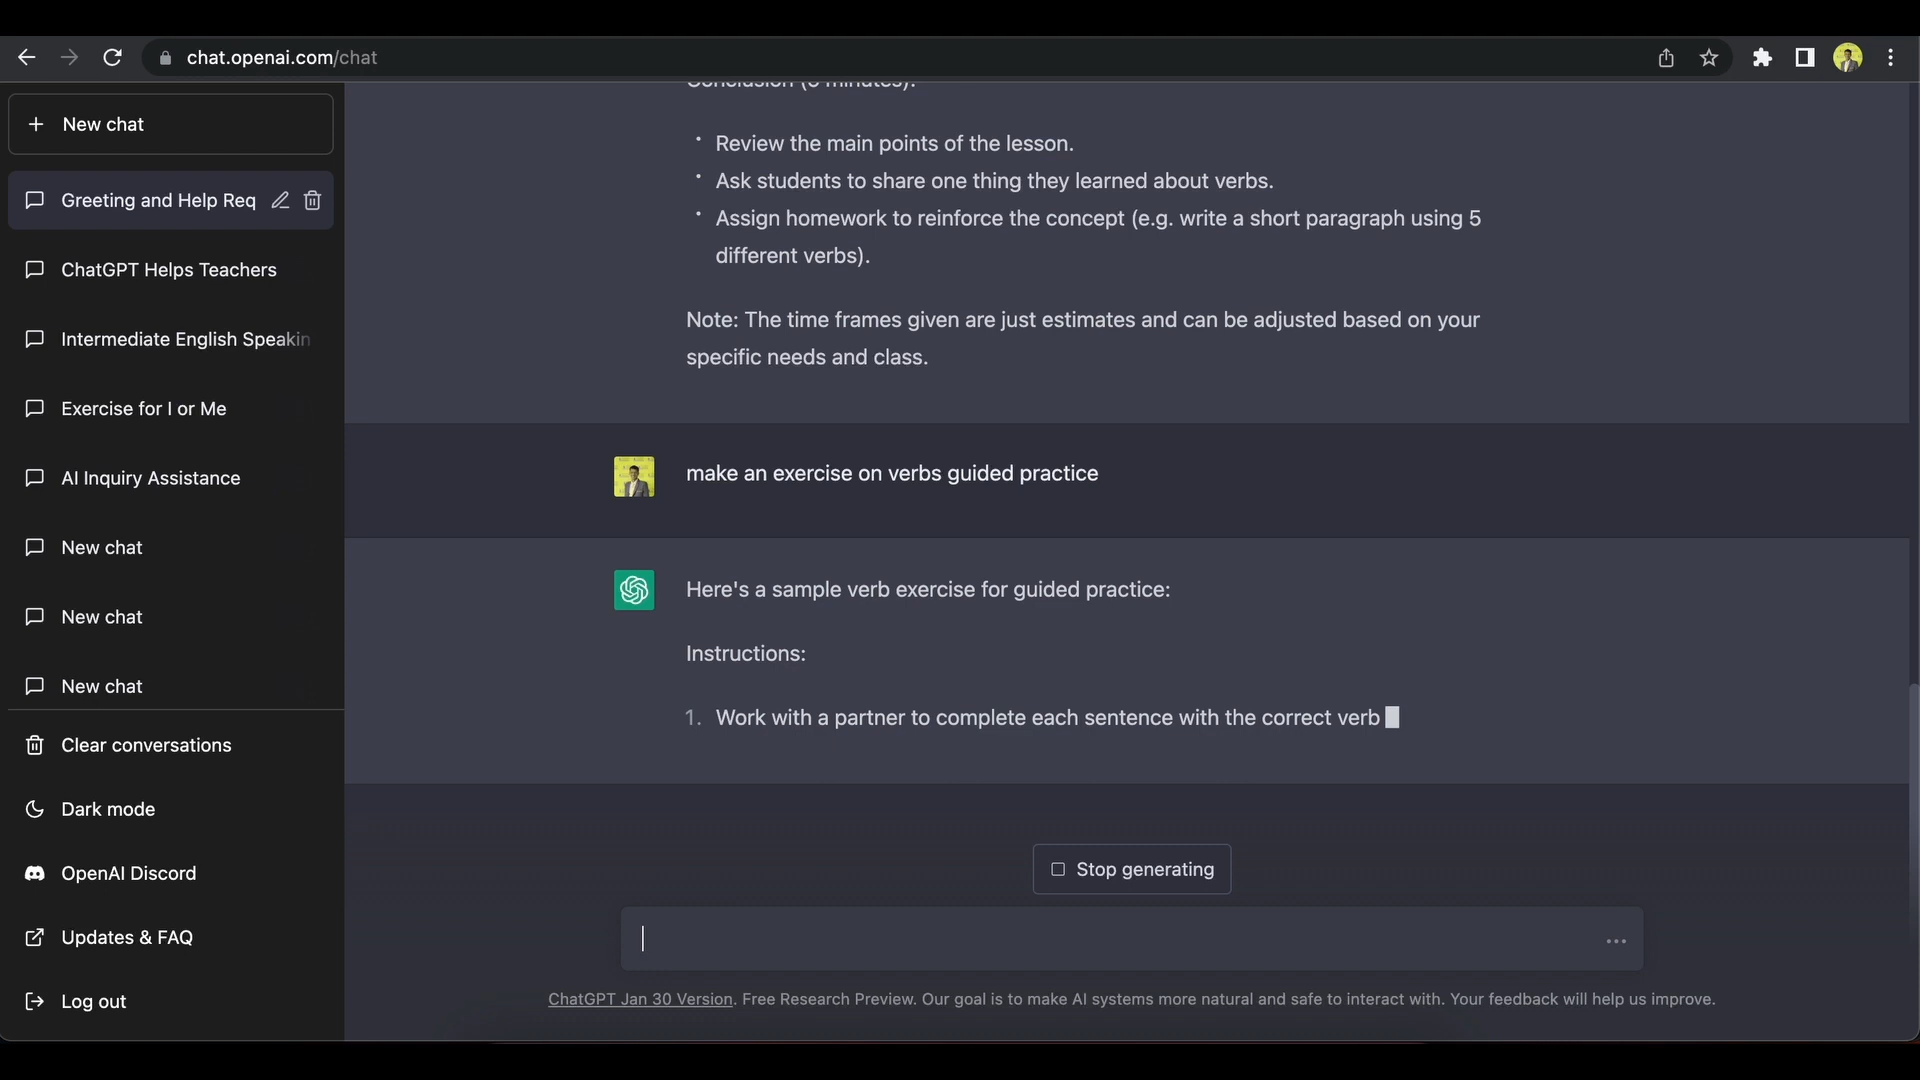 chat.openai.com/chat
New chat
Greeting and Help Req
ChatGPT Helps Teachers
Intermediate English Speakin
Exercise for I or Me
AI Inquiry Assistance
New chat
New chat
New chat
Clear conversations
Dark mode
OpenAI Discord
Updates & FAQ
Log out
Review the main points of the lesson.
Ask students to share one thing they learned about verbs.
Assign homework to reinforce the concept (e.g. write a short paragraph using 5
different verbs).
Note: The time frames given are just estimates and can be adjusted based on your
specific needs and class.
make an exercise on verbs guided practice
Here's a sample verb exercise for guided practice:
Instructions:
1. Work with a partner to complete each sentence with the correct verb
Stop generating
ChatGPT Jan 30 Version. Free Research Preview. Our goal is to make AI systems more natural and safe to interact with. Your feedback will help us improve.